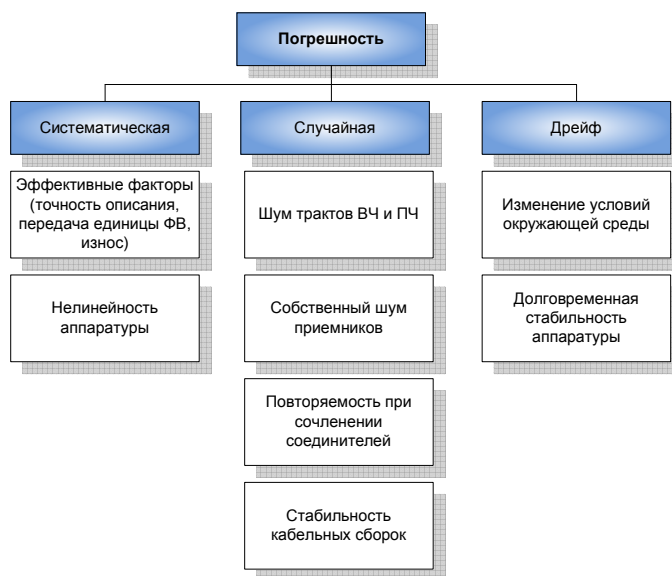 Погрешность
Систематическая
Эффективные факторы
(точность описания,
передача единицы ФВ,
износ)
Нелинейность
аппаратуры
Случайная
Шум трактов ВЧ и ПЧ
Собственный шум
приемников
Повторяемость при
сочленении
соединителей
Стабильность
кабельных сборок
Дрейф
Изменение условий
окружающей среды
Долговременная
стабильность
аппаратуры